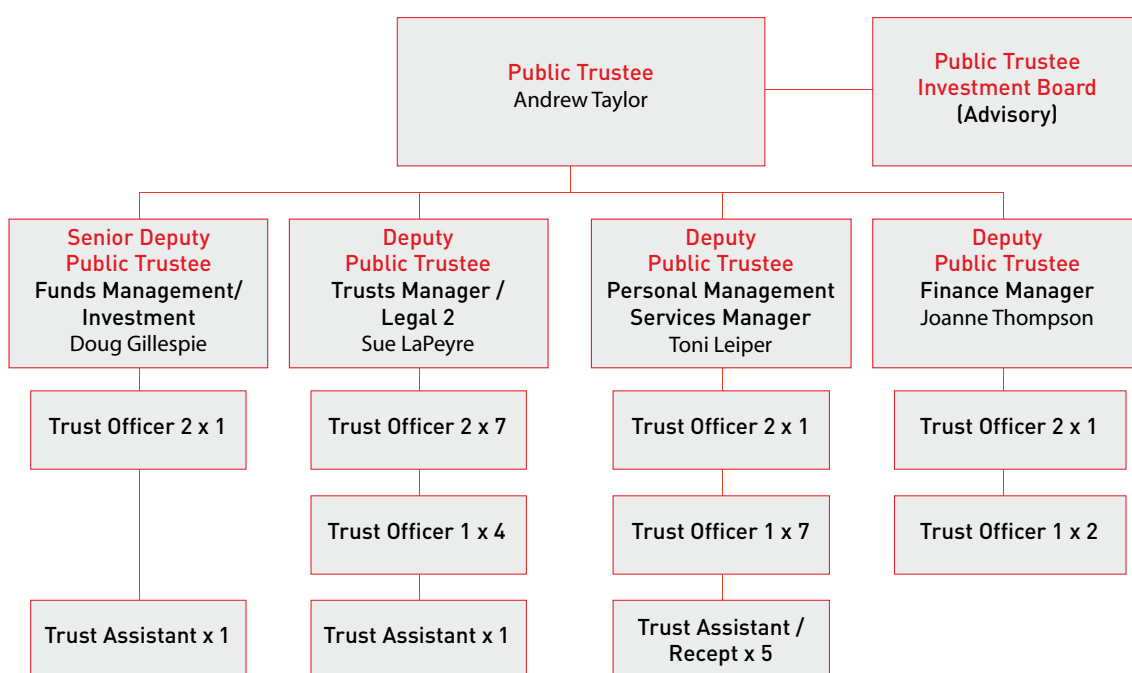 Public Trustee
Andrew Taylor
Public Trustee
Investment Board
(Advisory)
Senior Deputy
Public Trustee
Funds Management/
Investment
Doug Gillespie
Deputy
Public Trustee
Trusts Manager /
Legal 2
Sue LaPeyre
Deputy
Public Trustee
Personal Management
Services Manager
Toni Leiper
Deputy
Public Trustee
Finance Manager
Joanne Thompson
Trust Officer 2 x 1
Trust Officer 2 x 7
Trust Officer 2 x 1
Trust Officer 2 x 1
Trust Officer 1 x 4
Trust Officer 1 x 7
Trust Officer 1 x 2
Trust Assistant x 1
Trust Assistant x 1
Trust Assistant /
Recept x 5